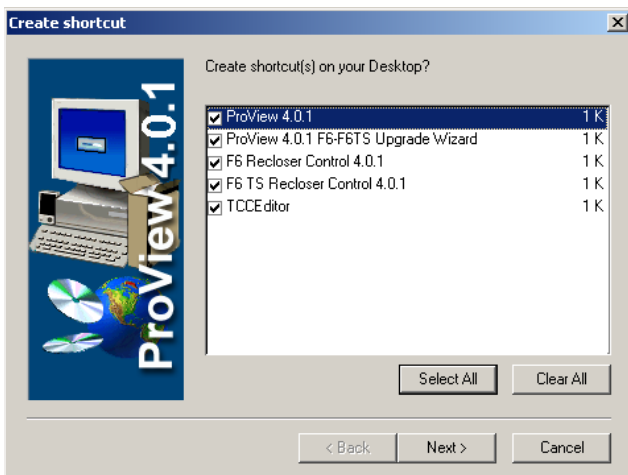 Create shortcut
ProView 4.0.1
Create shortcut(s) on your Desktop?
ProView 4.0.1 1 K
ProView 4.0.1 F6-F6TS Upgrade Wizard 1 K
F6 Recloser Control 4.0.1 1 K
F6 TS Recloser Control 4.0.1 1 K
TCCEditor 1 K
Select All Clear All
< Back Next > Cancel